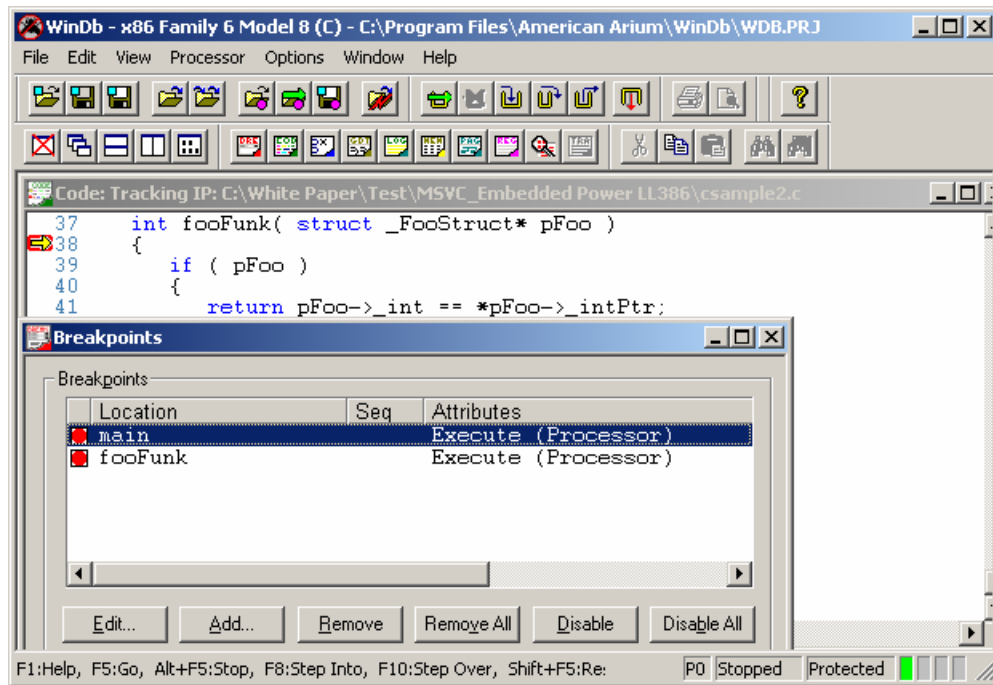 WinDb - x86 Family 6 Model 8 (C) - C:\Program Files\American Arium\WinDb\WDB.PRJ
File Edit View Processor Options Window Help
Code: Tracking IP: C:\White Paper\Test\MSVC_Embedded Power LL386\csample2.c
37 int fooFunk( struct _FooStruct* pFoo )
38 {
39 if ( pFoo )
40 {
41 return pFoo->_int == *pFoo->_intPtr;
Breakpoints
Breakpoints
Location Seq Attributes
main Execute (Processor)
fooFunk Execute (Processor)
Edit... Add... Remove Remove All Disable Disable All
F1:Help, F5:Go, Alt+F5:Stop, F8:Step Into, F10:Step Over, Shift+F5:Re: P0 Stopped Protected